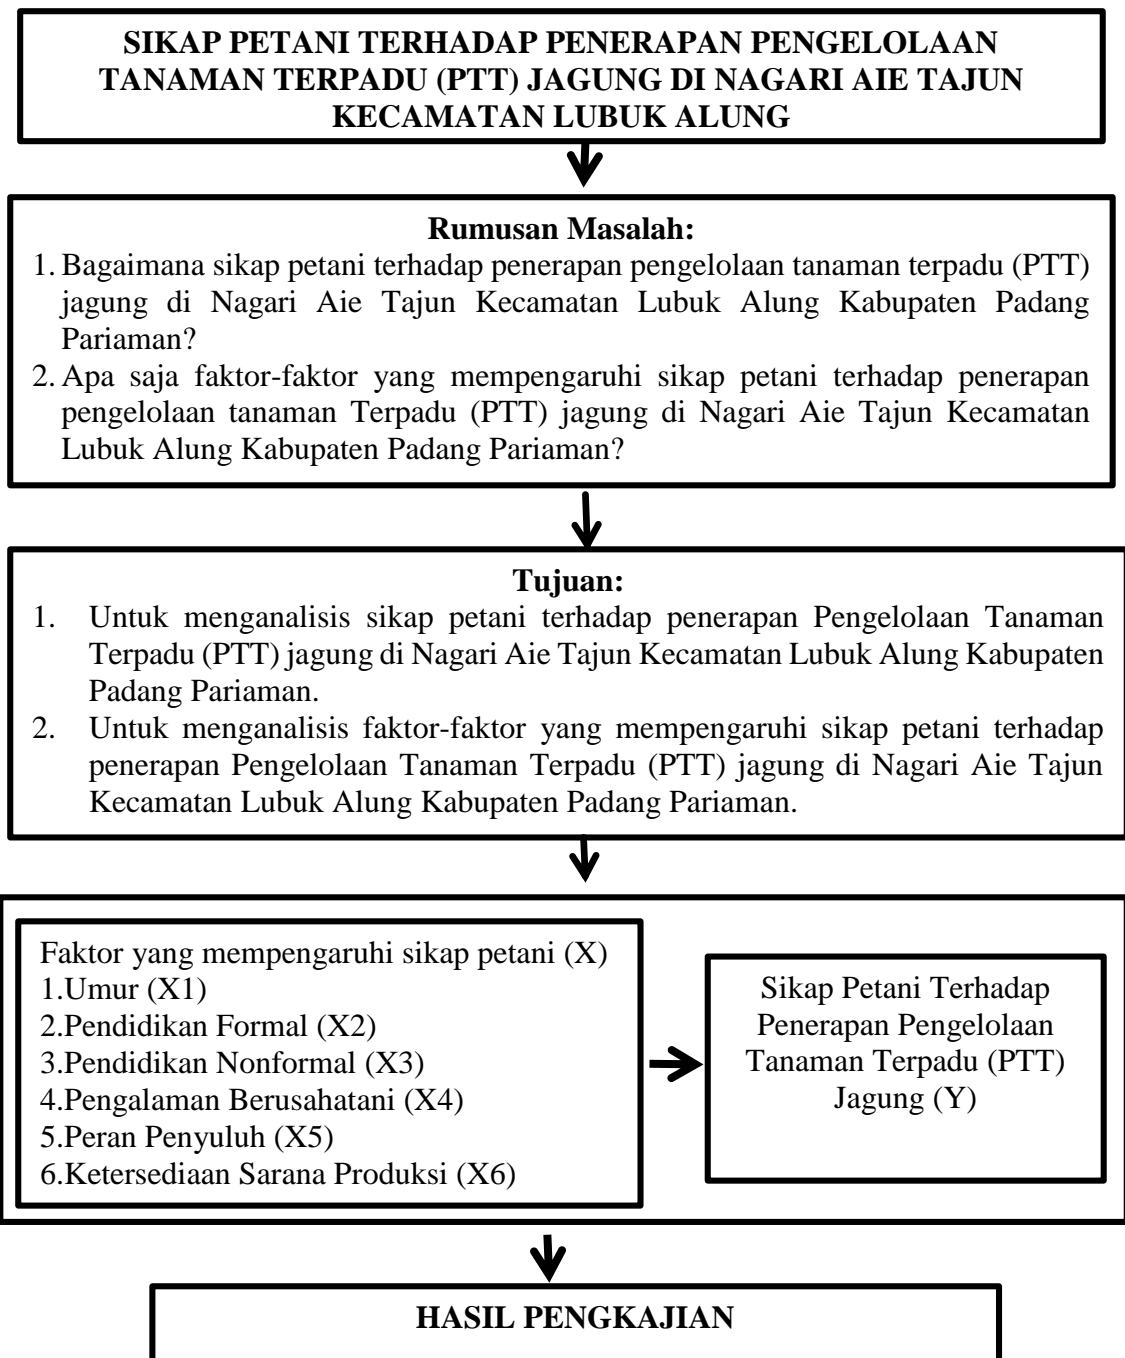 SIKAP PETANI TERHADAP PENERAPAN PENGELOLAAN
TANAMAN TERPADU (PTT) JAGUNG DI NAGARI AIE TAJUN
KECAMATAN LUBUK ALUNG
Rumusan Masalah:
1. Bagaimana sikap petani terhadap penerapan pengelolaan tanaman terpadu (PTT)
jagung di Nagari Aie Tajun Kecamatan Lubuk Alung Kabupaten Padang
Pariaman?
2. Apa saja faktor-faktor yang mempengaruhi sikap petani terhadap penerapan
pengelolaan tanaman Terpadu (PTT) jagung di Nagari Aie Tajun Kecamatan
Lubuk Alung Kabupaten Padang Pariaman?
Tujuan:
1. Untuk menganalisis sikap petani terhadap penerapan Pengelolaan Tanaman
Terpadu (PTT) jagung di Nagari Aie Tajun Kecamatan Lubuk Alung Kabupaten
Padang Pariaman.
2. Untuk menganalisis faktor-faktor yang mempengaruhi sikap petani terhadap
penerapan Pengelolaan Tanaman Terpadu (PTT) jagung di Nagari Aie Tajun
Kecamatan Lubuk Alung Kabupaten Padang Pariaman.
Faktor yang mempengaruhi sikap petani (X)
1.Umur (X1)
2.Pendidikan Formal (X2)
3.Pendidikan Nonformal (X3)
4.Pengalaman Berusahatani (X4)
5.Peran Penyuluh (X5)
6.Ketersediaan Sarana Produksi (X6)
Sikap Petani Terhadap
Penerapan Pengelolaan
Tanaman Terpadu (PTT)
Jagung (Y)
HASIL PENGKAJIAN